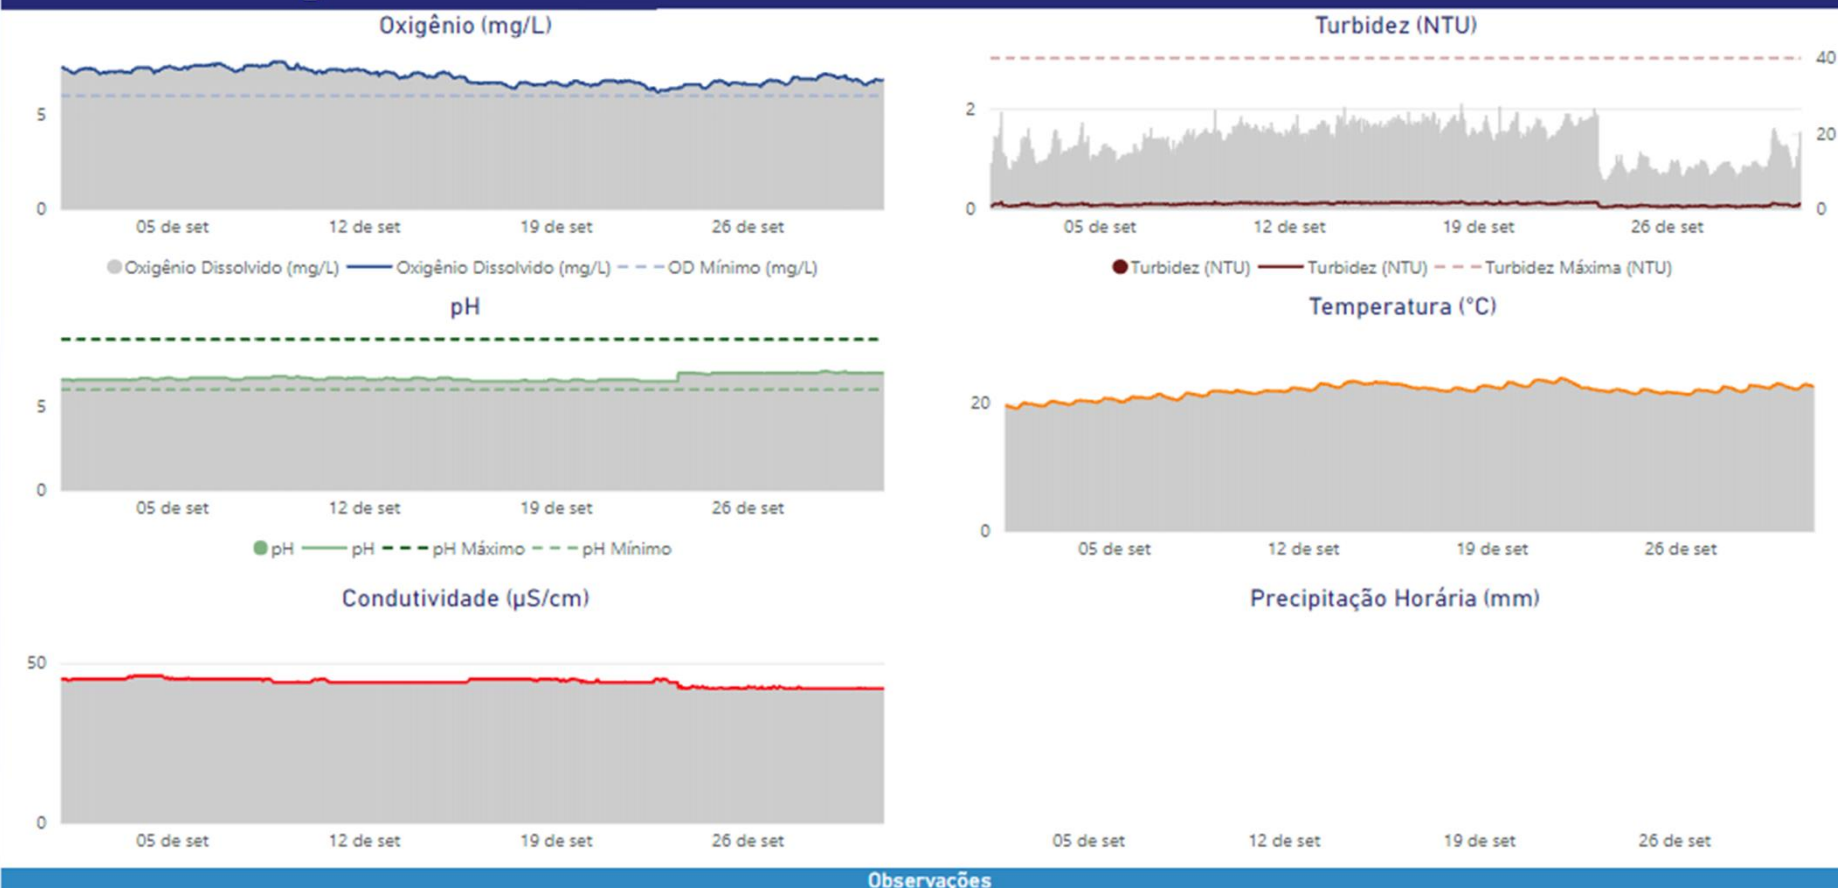 Oxigênio (mg/L)
5
0
05 de set 12 de set 19 de set 26 de set
Oxigênio Dissolvido (mg/L) Oxigênio Dissolvido (mg/L) OD Mínimo (mg/L)
Turbidez (NTU)
40
2
20
0 0
05 de set 12 de set 19 de set 26 de set
Turbidez (NTU) Turbidez (NTU) Turbidez Máxima (NTU)
pH
5
0
05 de set 12 de set 19 de set 26 de set
pH pH pH Máximo pH Mínimo
Temperatura (°C)
20
0
05 de set 12 de set 19 de set 26 de set
Condutividade (µS/cm)
50
0
05 de set 12 de set 19 de set 26 de set
Precipitação Horária (mm)
05 de set 12 de set 19 de set 26 de set
Observações